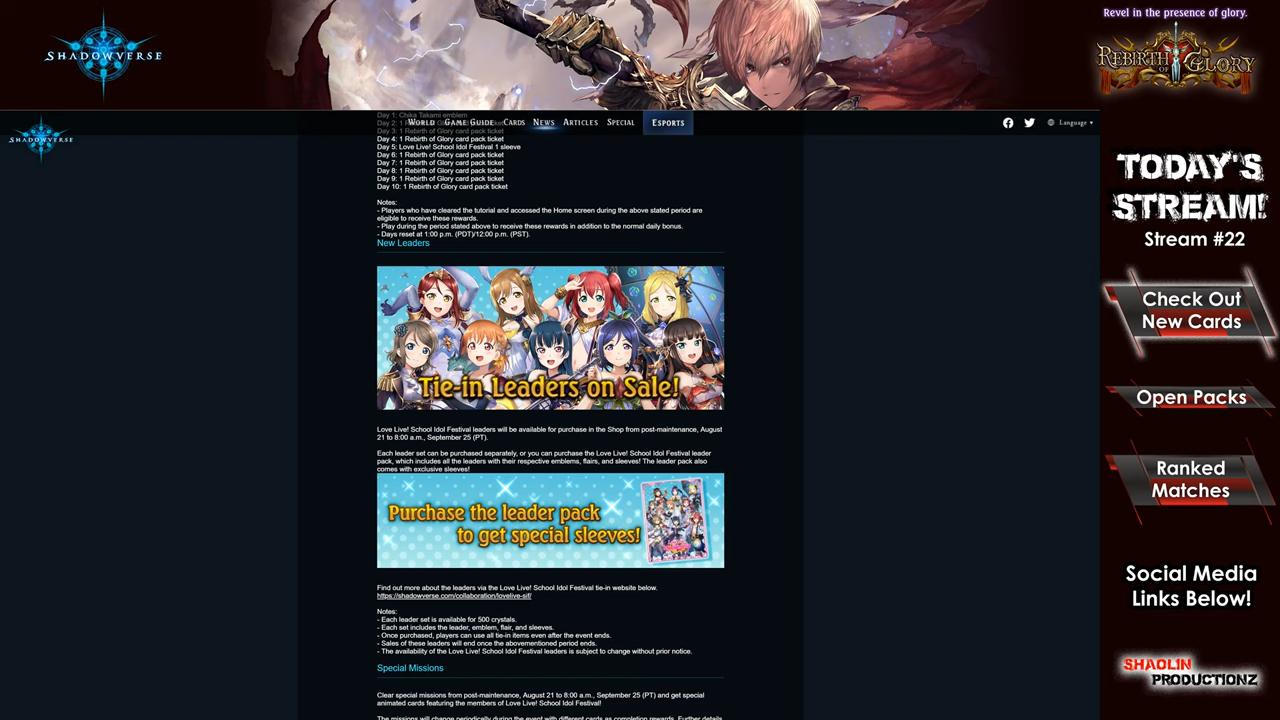 SHADOWVERSE
Revel in the presence of glory.
REBIRTH OF GLORY
SHADOWVERSE
WORLD GAME GUIDE CARDS NEWS ARTICLES SPECIAL ESPORTS
Language
Day 1: Chika Takami emblem
Day 2: 1
Day 3: 1 Rebirth of Glory card pack ticket
Day 4: 1 Rebirth of Glory card pack ticket
Day 5: Love Live! School Idol Festival 1 sleeve
Day 6: 1 Rebirth of Glory card pack ticket
Day 7: 1 Rebirth of Glory card pack ticket
Day 8: 1 Rebirth of Glory card pack ticket
Day 9: 1 Rebirth of Glory card pack ticket
Day 10: 1 Rebirth of Glory card pack ticket
Notes:
- Players who have cleared the tutorial and accessed the Home screen during the above stated period are
eligible to receive these rewards.
- Play during the period stated above to receive these rewards in addition to the normal daily bonus.
- Days reset at 1:00 p.m. (PDT)/12:00 p.m. (PST).
New Leaders
Tie-in Leaders on Sale!
Love Live! School Idol Festival leaders will be available for purchase in the Shop from post-maintenance, August
21 to 8:00 a.m., September 25 (PT).
Each leader set can be purchased separately, or you can purchase the Love Live! School Idol Festival leader
pack, which includes all the leaders with their respective emblems, flairs, and sleeves! The leader pack also
comes with exclusive sleeves!
Purchase the leader pack
to get special sleeves!
Find out more about the leaders via the Love Live! School Idol Festival tie-in website below.
https://shadowverse.com/collaboration/lovelive-sif/
Notes:
- Each leader set is available for 500 crystals.
- Each set includes the leader, emblem, flair, and sleeves.
- Once purchased, players can use all tie-in items even after the event ends.
- Sales of these leaders will end once the abovementioned period ends.
- The availability of the Love Live! School Idol Festival leaders is subject to change without prior notice.
Special Missions
Clear special missions from post-maintenance, August 21 to 8:00 a.m., September 25 (PT) and get special
animated cards featuring the members of Love Live! School Idol Festival!
The missions will change periodically during the event with different cards as completion rewards. Further details
TODAY'S
STREAM!
Stream #22
Check Out
New Cards
Open Packs
Ranked
Matches
Social Media
Links Below!
SHAOLIN
PRODUCTIONZ